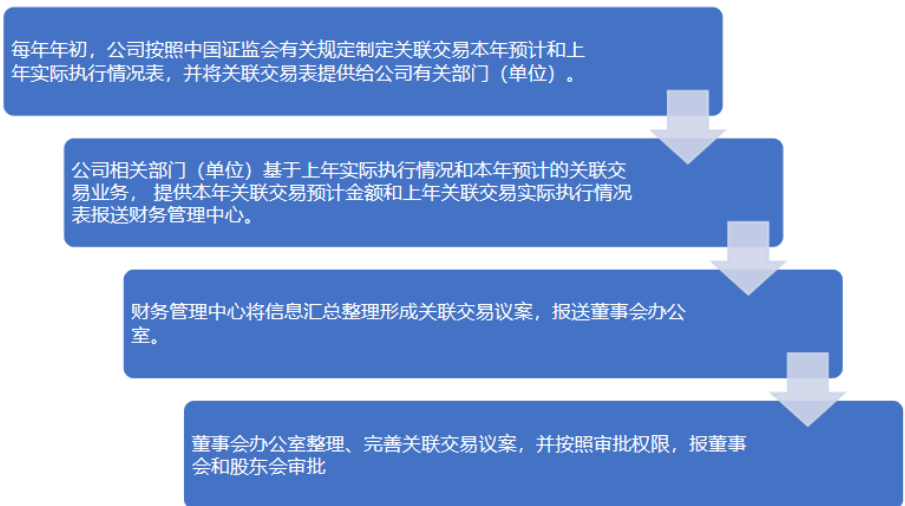 每年年初，公司按照中国证监会有关规定制定关联交易本年预计和上
年实际执行情况表，并将关联交易表提供给公司有关部门（单位）。
公司相关部门（单位）基于上年实际执行情况和本年预计的关联交
易业务， 提供本年关联交易预计金额和上年关联交易实际执行情况
表报送财务管理中心。
财务管理中心将信息汇总整理形成关联交易议案，报送董事会办公
室。
董事会办公室整理、完善关联交易议案，并按照审批权限，报董事
会和股东会审批